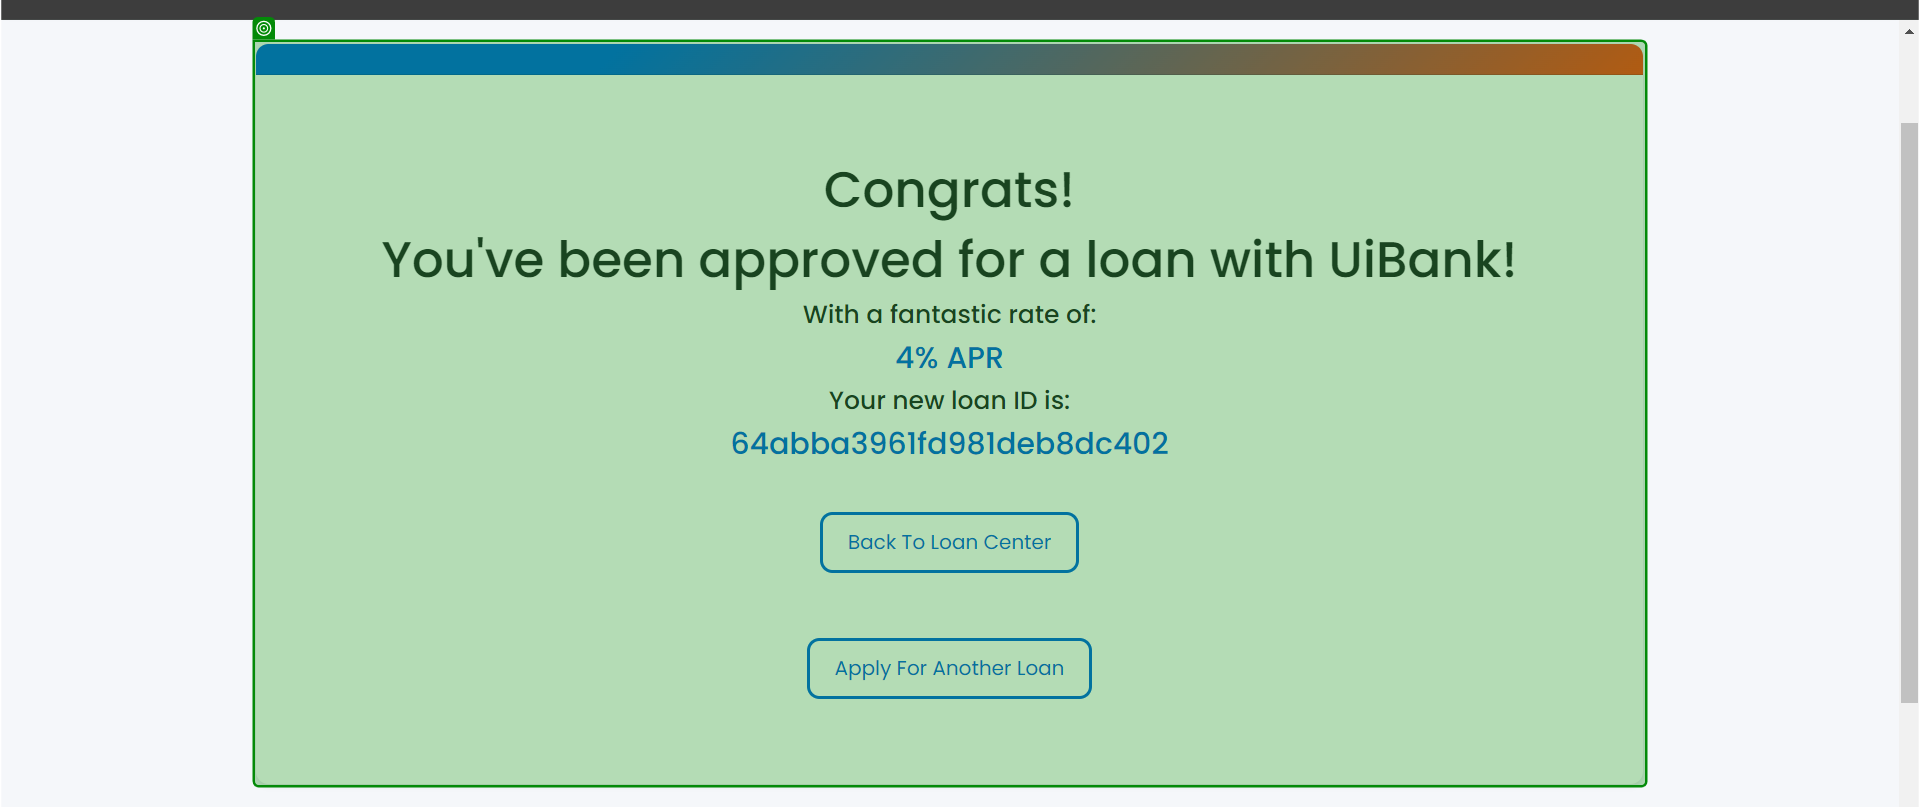 Congrats!
You've been approved for a loan with UiBank!
With a fantastic rate of:
4% APR
Your new loan ID is:
64abba3961fd981deb8dc402
Back To Loan Center
Apply For Another Loan